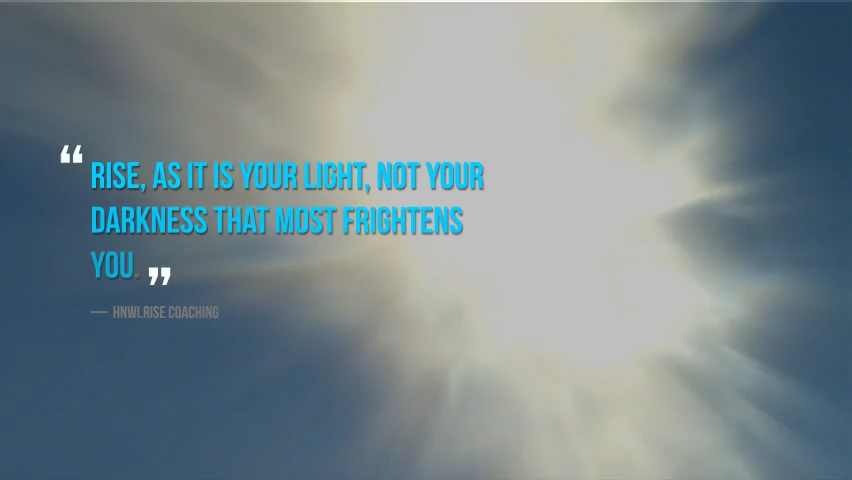 “ RISE, AS IT IS YOUR LIGHT, NOT YOUR
DARKNESS THAT MOST FRIGHTENS
YOU. ”
— HNWI.RISE COACHING